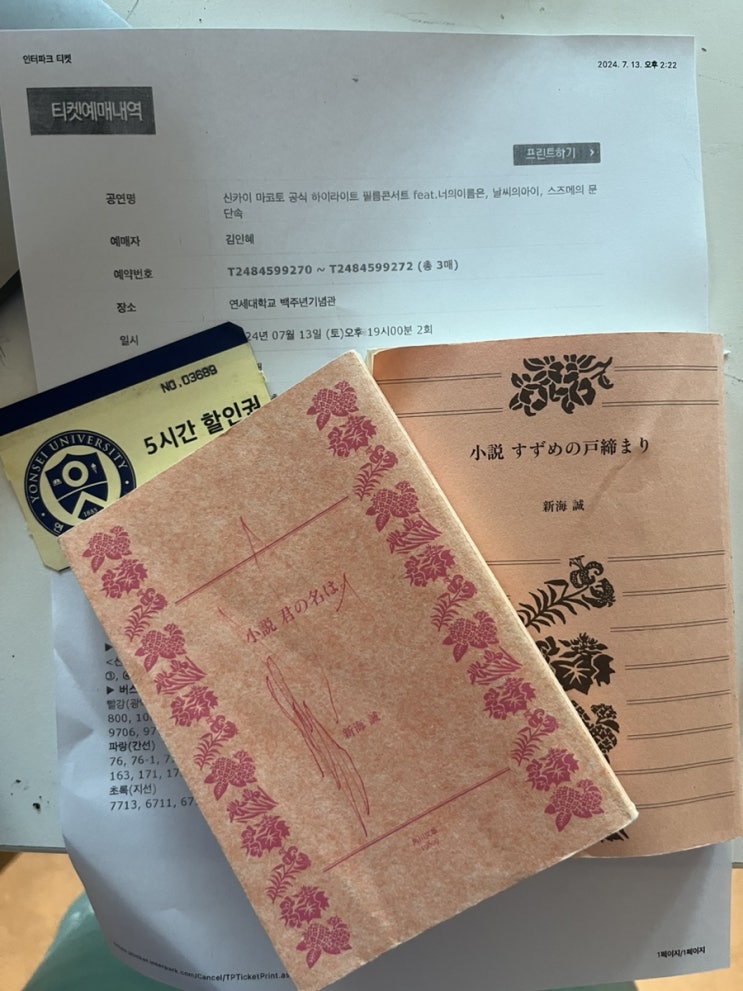 인터파크 티켓
2024. 7. 13. 오후 2:22
티켓예매내역
프린트하기
공연명
신카이 마코토 공식 하이라이트 필름콘서트 feat.너의이름은, 날씨의아이, 스즈메의 문
단속
예매자
김인혜
예약번호
T2484599270 ~ T2484599272 (총 3매)
장소
연세대학교 백주년기념관
일시
24년 07월 13일 (토)오후 19시00분 2회
NO.03689
5시간 할인권
YONSEI UNIVERSITY
1885
小説 すずめの戸締まり
新海 誠
小説 君の名は
新海 誠
▶ 버스
빨강(광
800, 10
9706, 97
파랑(간선)
76, 76-1, 7
163, 171, 17
초록(지선)
7713, 6711, 67
1페이지/1페이지